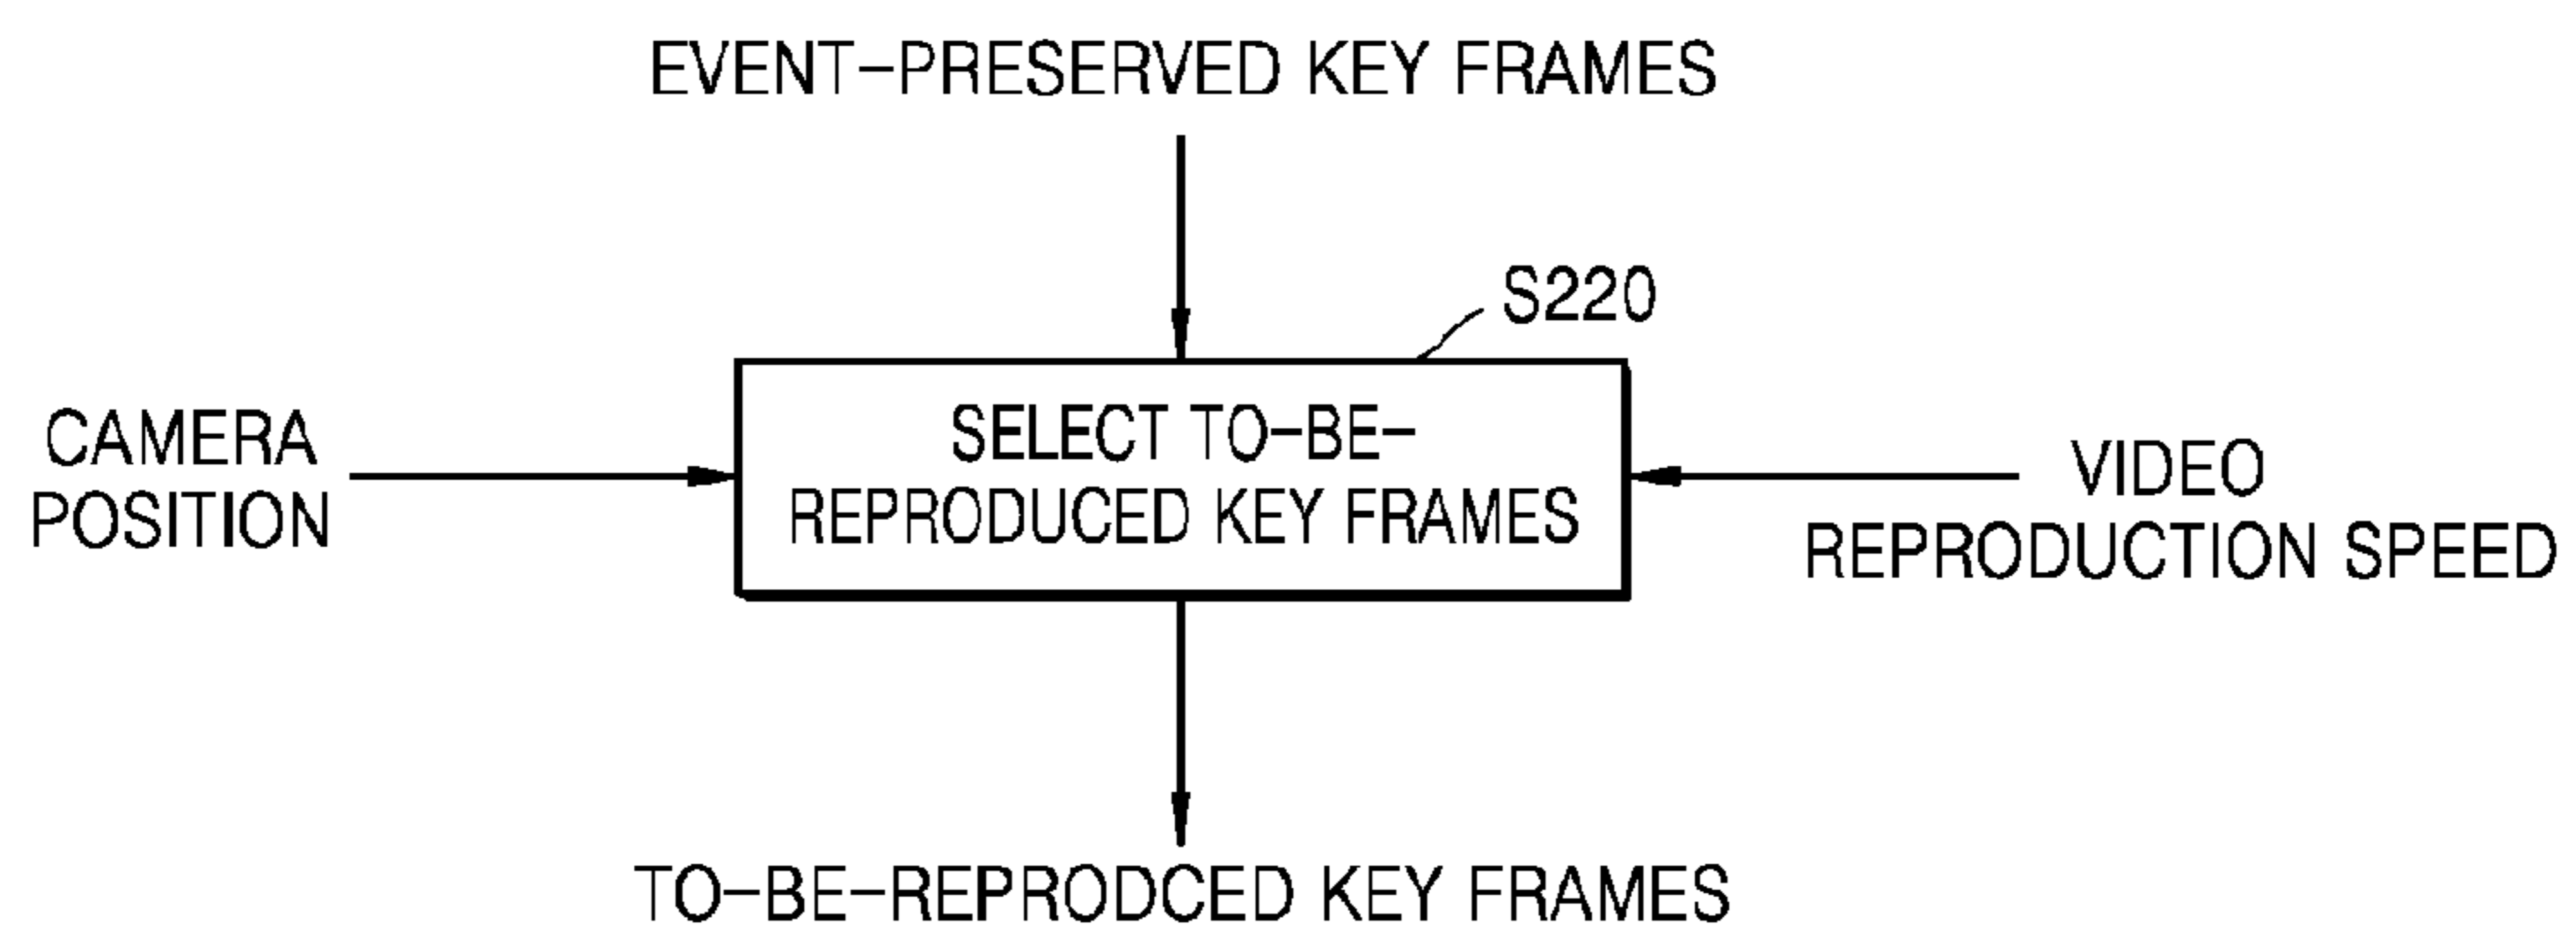 EVENT-PRESERVED KEY FRAMES
S220
CAMERA
POSITION
SELECT TO-BE-
REPRODUCED KEY FRAMES
VIDEO
REPRODUCTION SPEED
TO-BE-REPRODCED KEY FRAMES